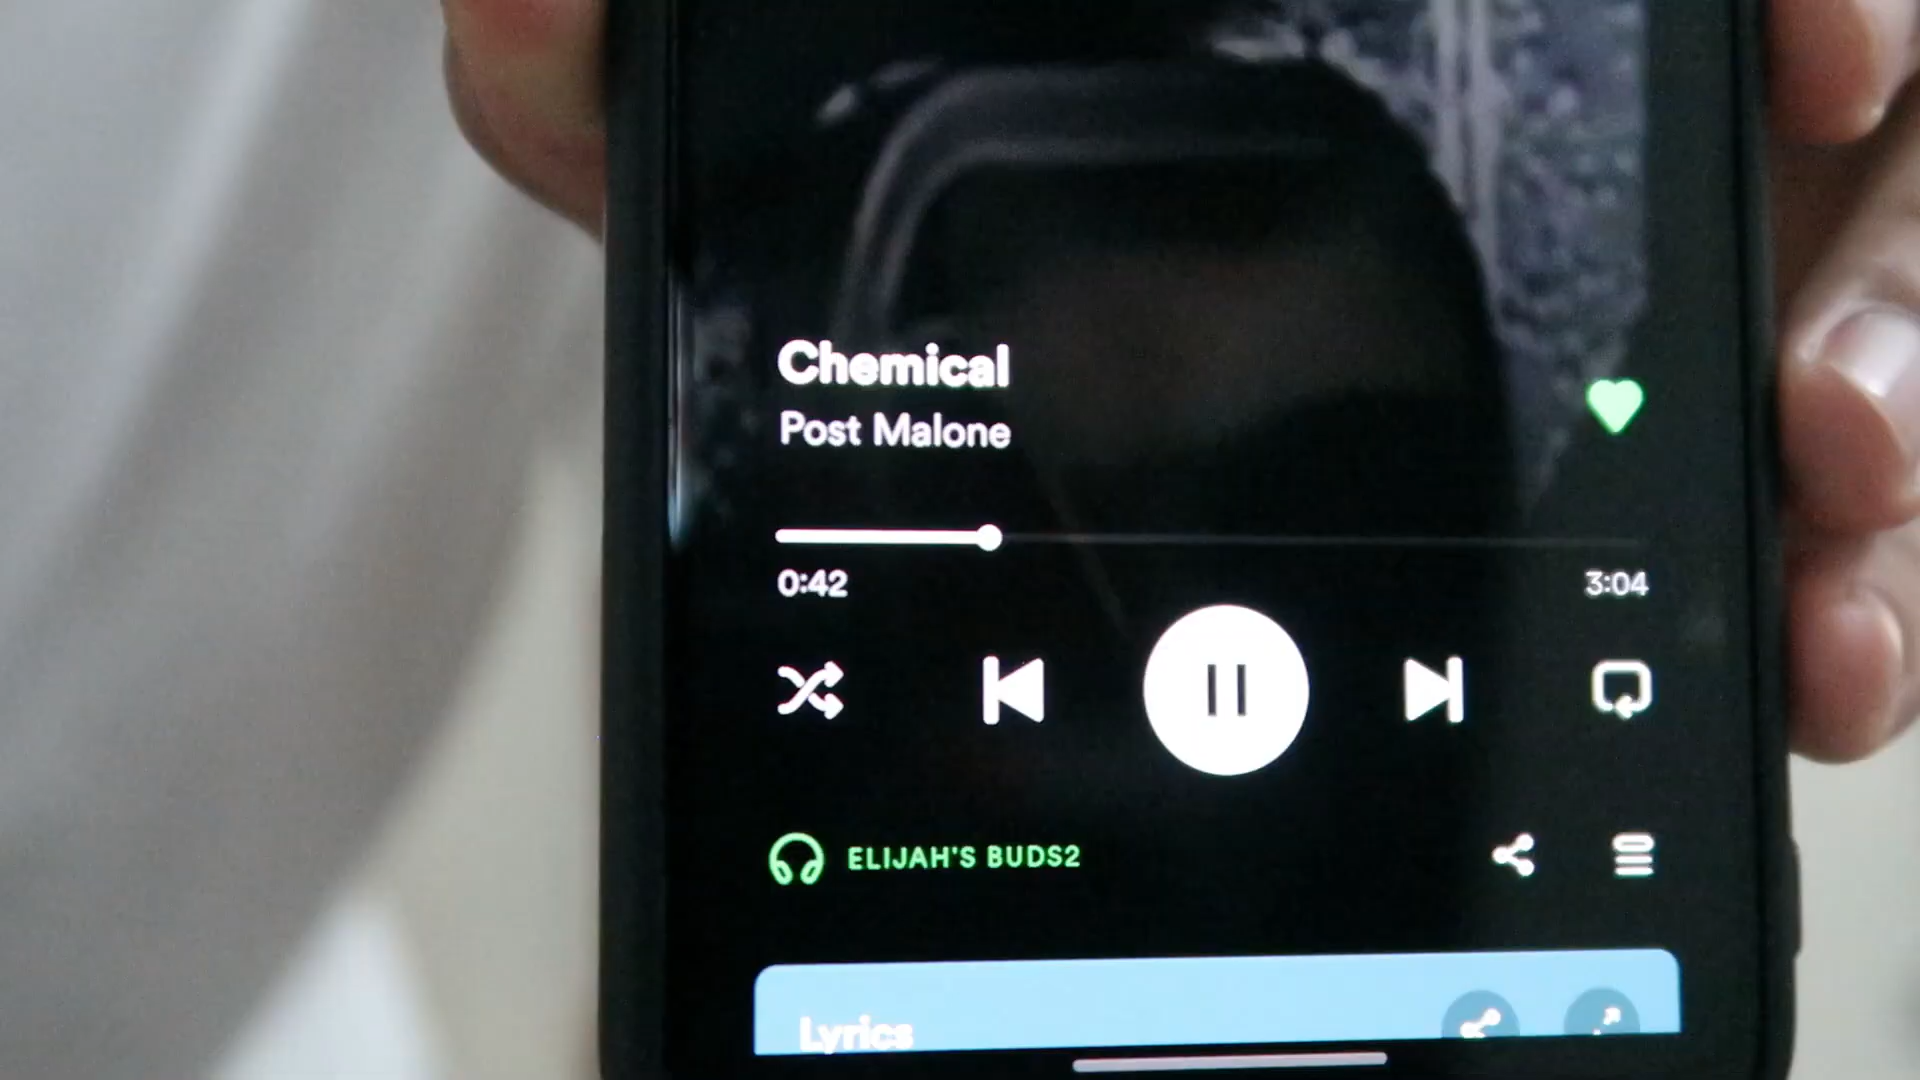 Chemical
Post Malone
0:42
3:04
ELIJAH'S BUDS2
Lyrics